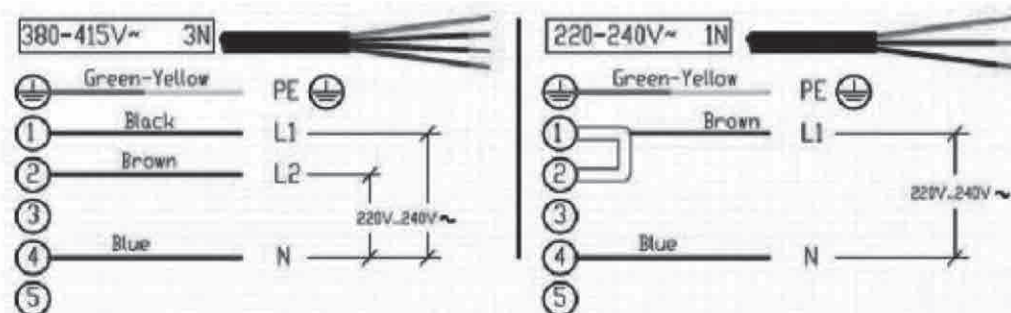 380-415V~ 3N
Green-Yellow PE
1 Black L1
2 Brown L2
3
220V..240V ~
4 Blue N
5
220-240V~ 1N
Green-Yellow PE
1 Brown L1
2
220V..240V ~
3
4 Blue N
5